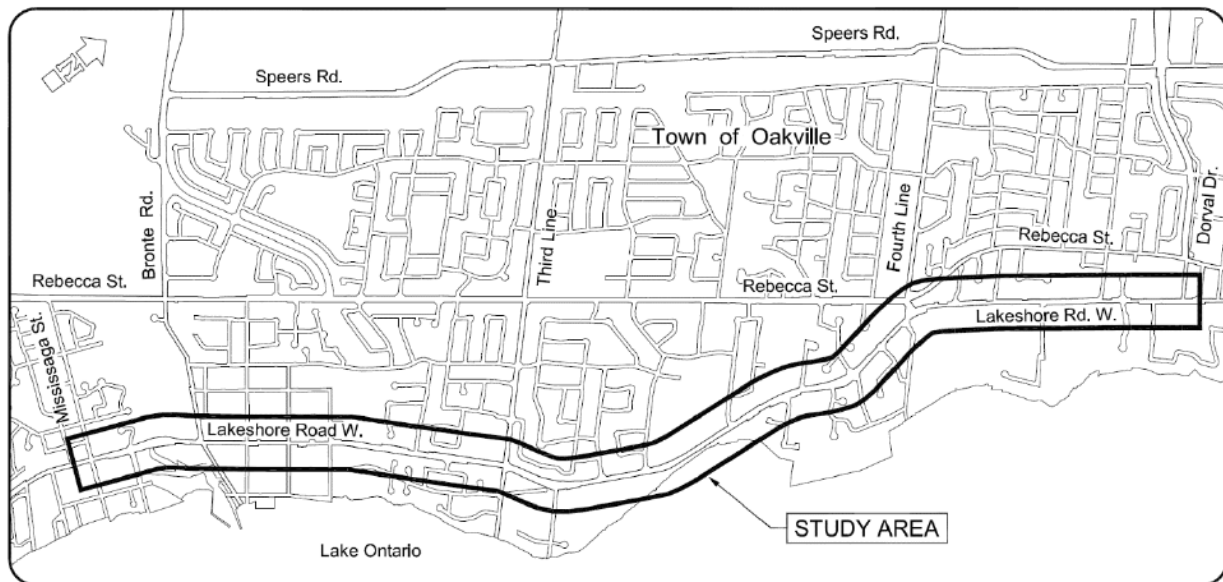 Speers Rd.
Speers Rd.
N
Town of Oakville
Bronte Rd.
Third Line
Fourth Line
Dorval Dr.
Rebecca St.
Rebecca St.
Rebecca St.
Mississaga St.
Lakeshore Rd. W.
Lakeshore Road W.
STUDY AREA
Lake Ontario